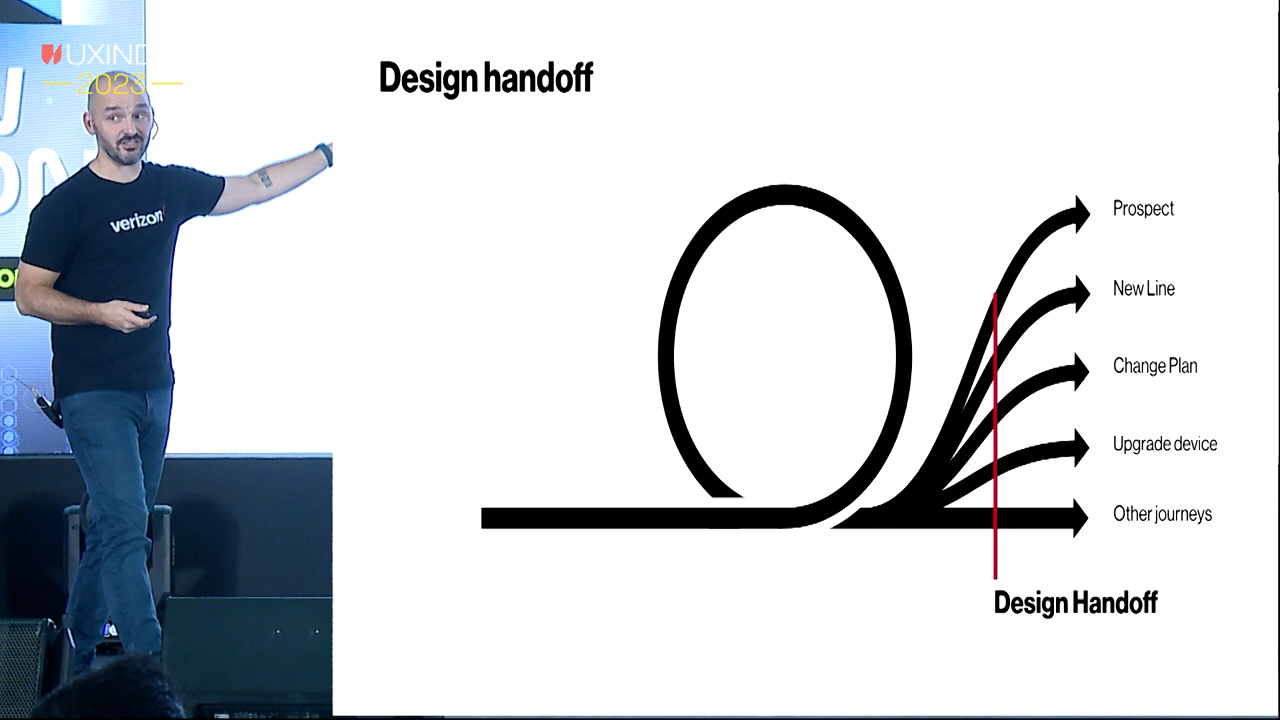 UXIND
2023
verizon
Design handoff
Prospect
New Line
Change Plan
Upgrade device
Other journeys
Design Handoff